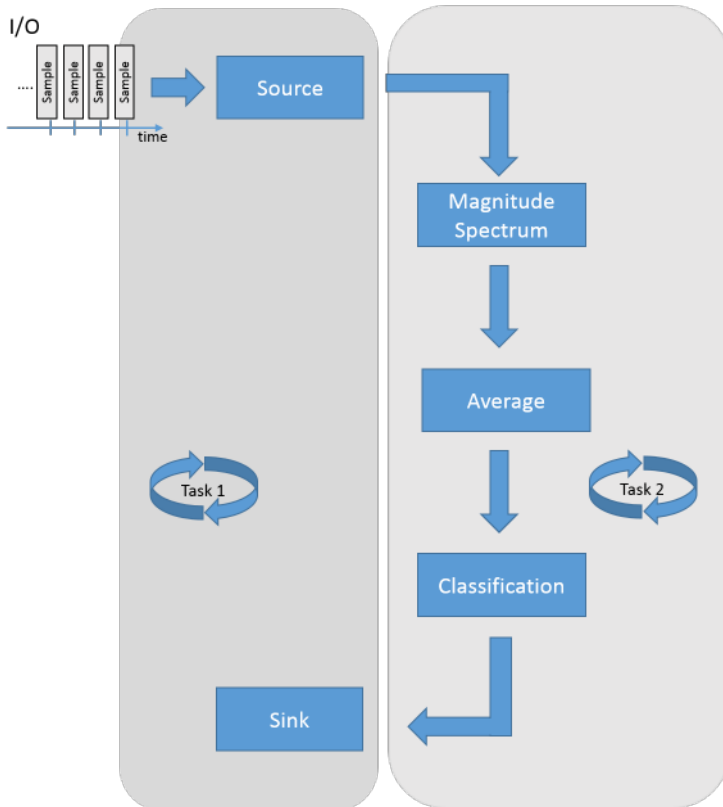 I/O
....
Sample
Sample
Sample
Sample
time
Source
Magnitude
Spectrum
Average
Task 1
Task 2
Classification
Sink